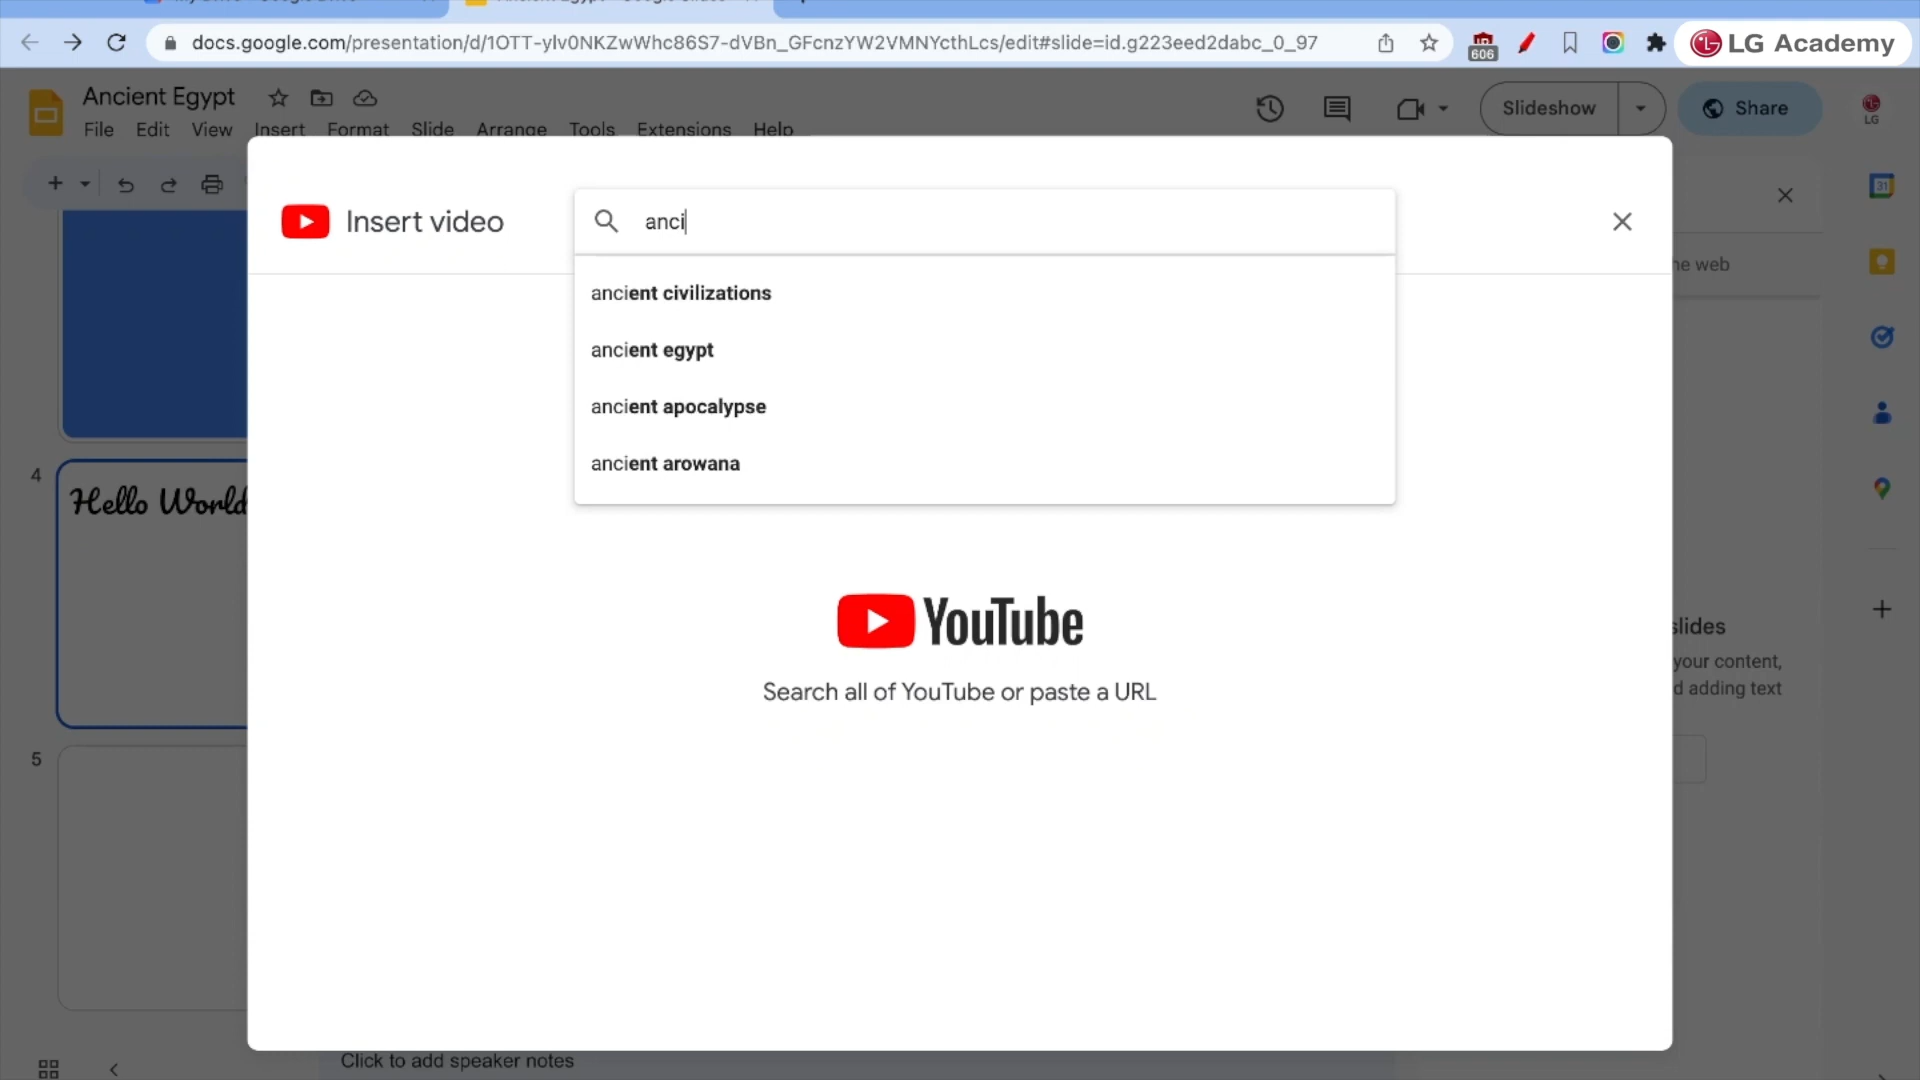 docs.google.com/presentation/d/1OTT-ylv0NKZwWhc86S7-dVBn_GFcnzYW2VMNYcthLcs/edit#slide=id.g223eed2dabc_0_97
606
LG Academy
Ancient Egypt
File Edit View Insert Format Slide Arrange Tools Extensions Help
Slideshow
Share
LG
Insert video
anci
31
he web
ancient civilizations
ancient egypt
ancient apocalypse
ancient arowana
4
Hello World
YouTube
Search all of YouTube or paste a URL
slides
your content,
d adding text
5
Click to add speaker notes